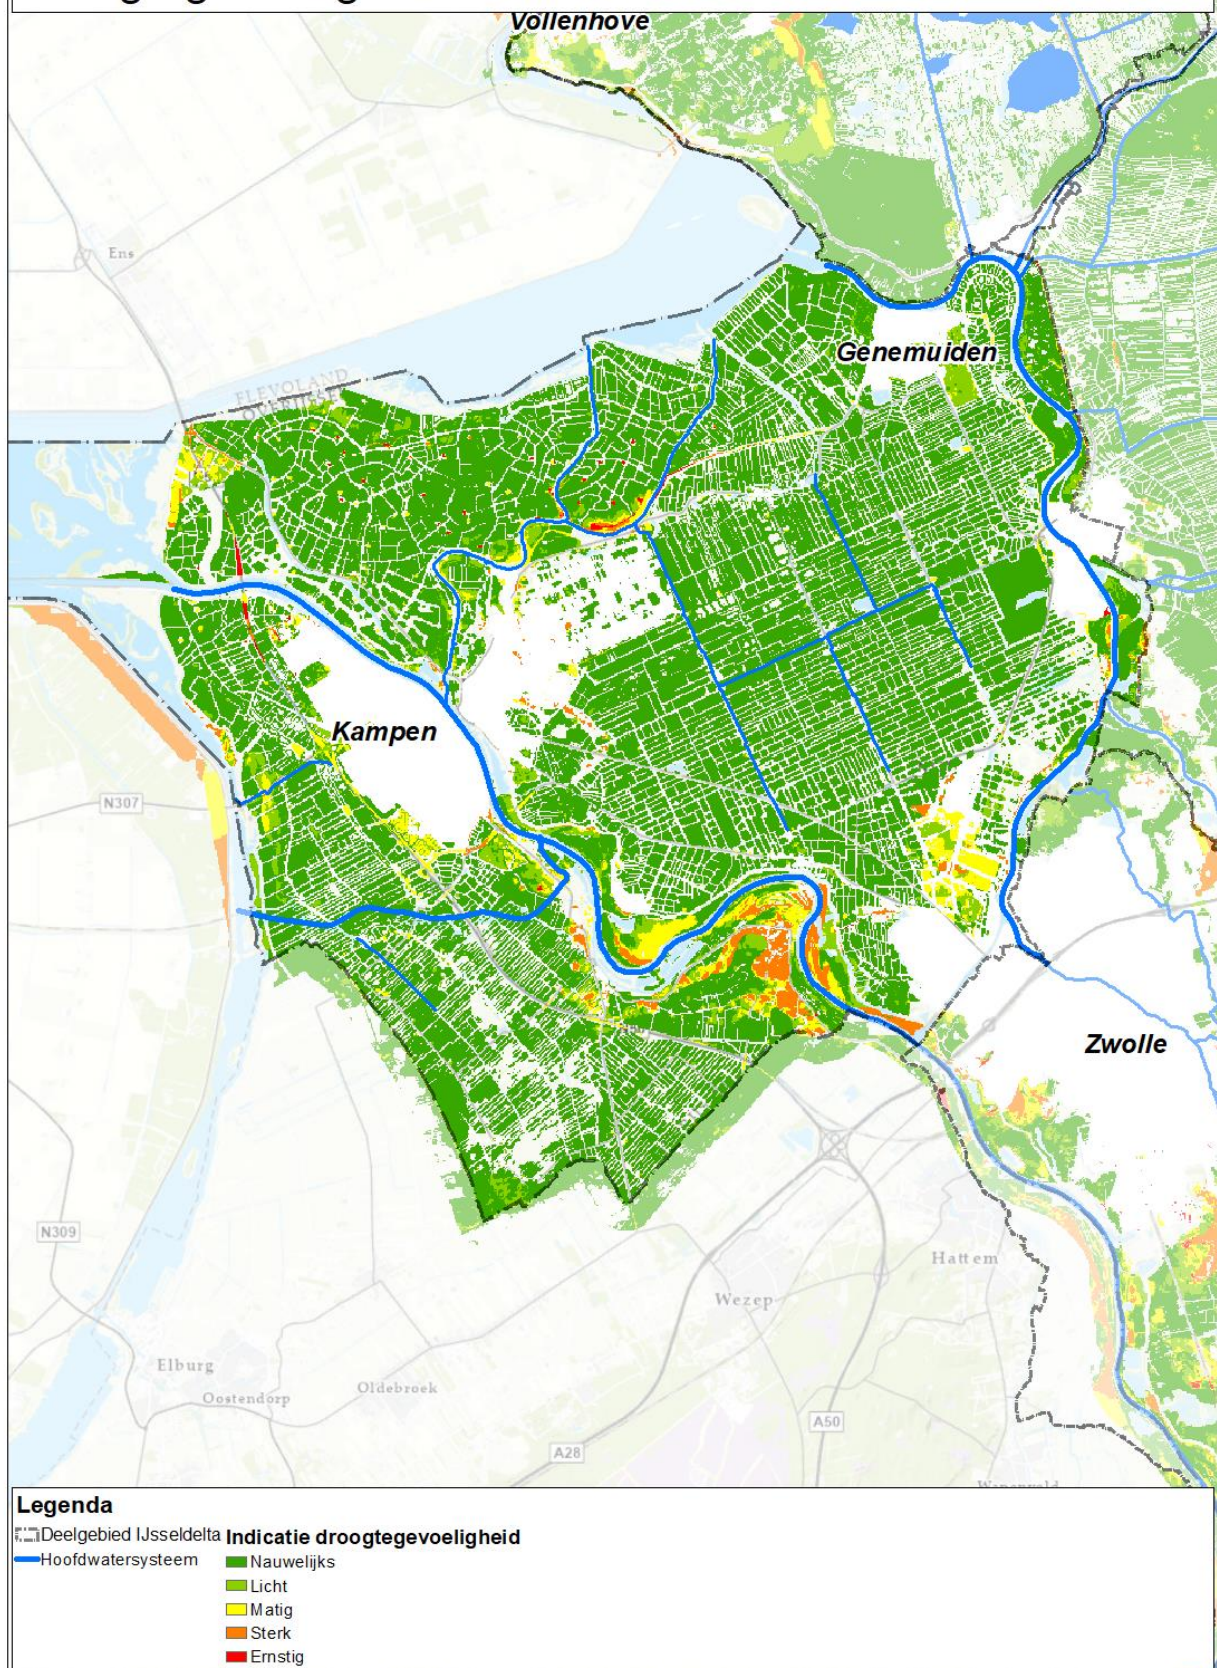 Vollenhove
Ens
FLEVOLAND
Genemuiden
Kampen
N307
Zwolle
N309
Hattem
Wezep
Elburg
Oostendorp
Oldebroek
A50
A28
Legenda
Deelgebied IJsseldelta
Hoofdwatersysteem
Indicatie droogtegevoeligheid
Nauwelijks
Licht
Matig
Sterk
Ernstig